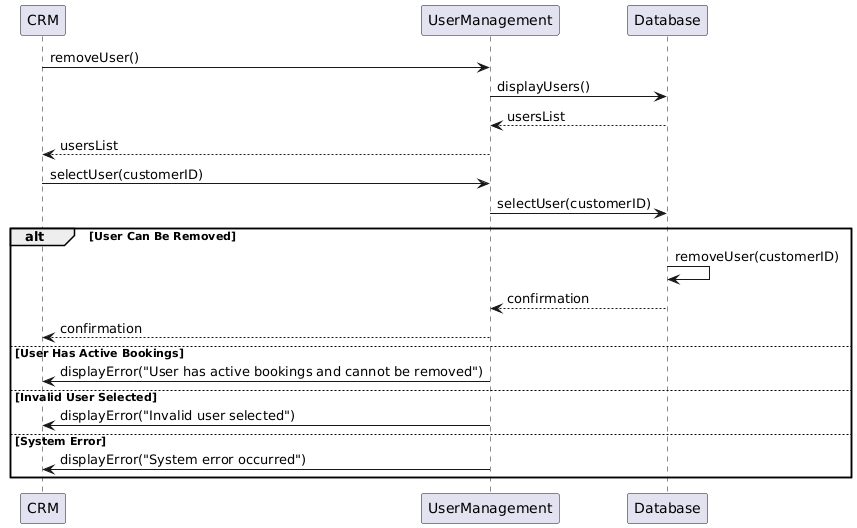 CRM UserManagement Database
removeUser()
displayUsers()
usersList
usersList
selectUser(customerID)
selectUser(customerID)
alt [User Can Be Removed]
removeUser(customerID)
confirmation
confirmation
[User Has Active Bookings]
displayError("User has active bookings and cannot be removed")
[Invalid User Selected]
displayError("Invalid user selected")
[System Error]
displayError("System error occurred")
CRM UserManagement Database